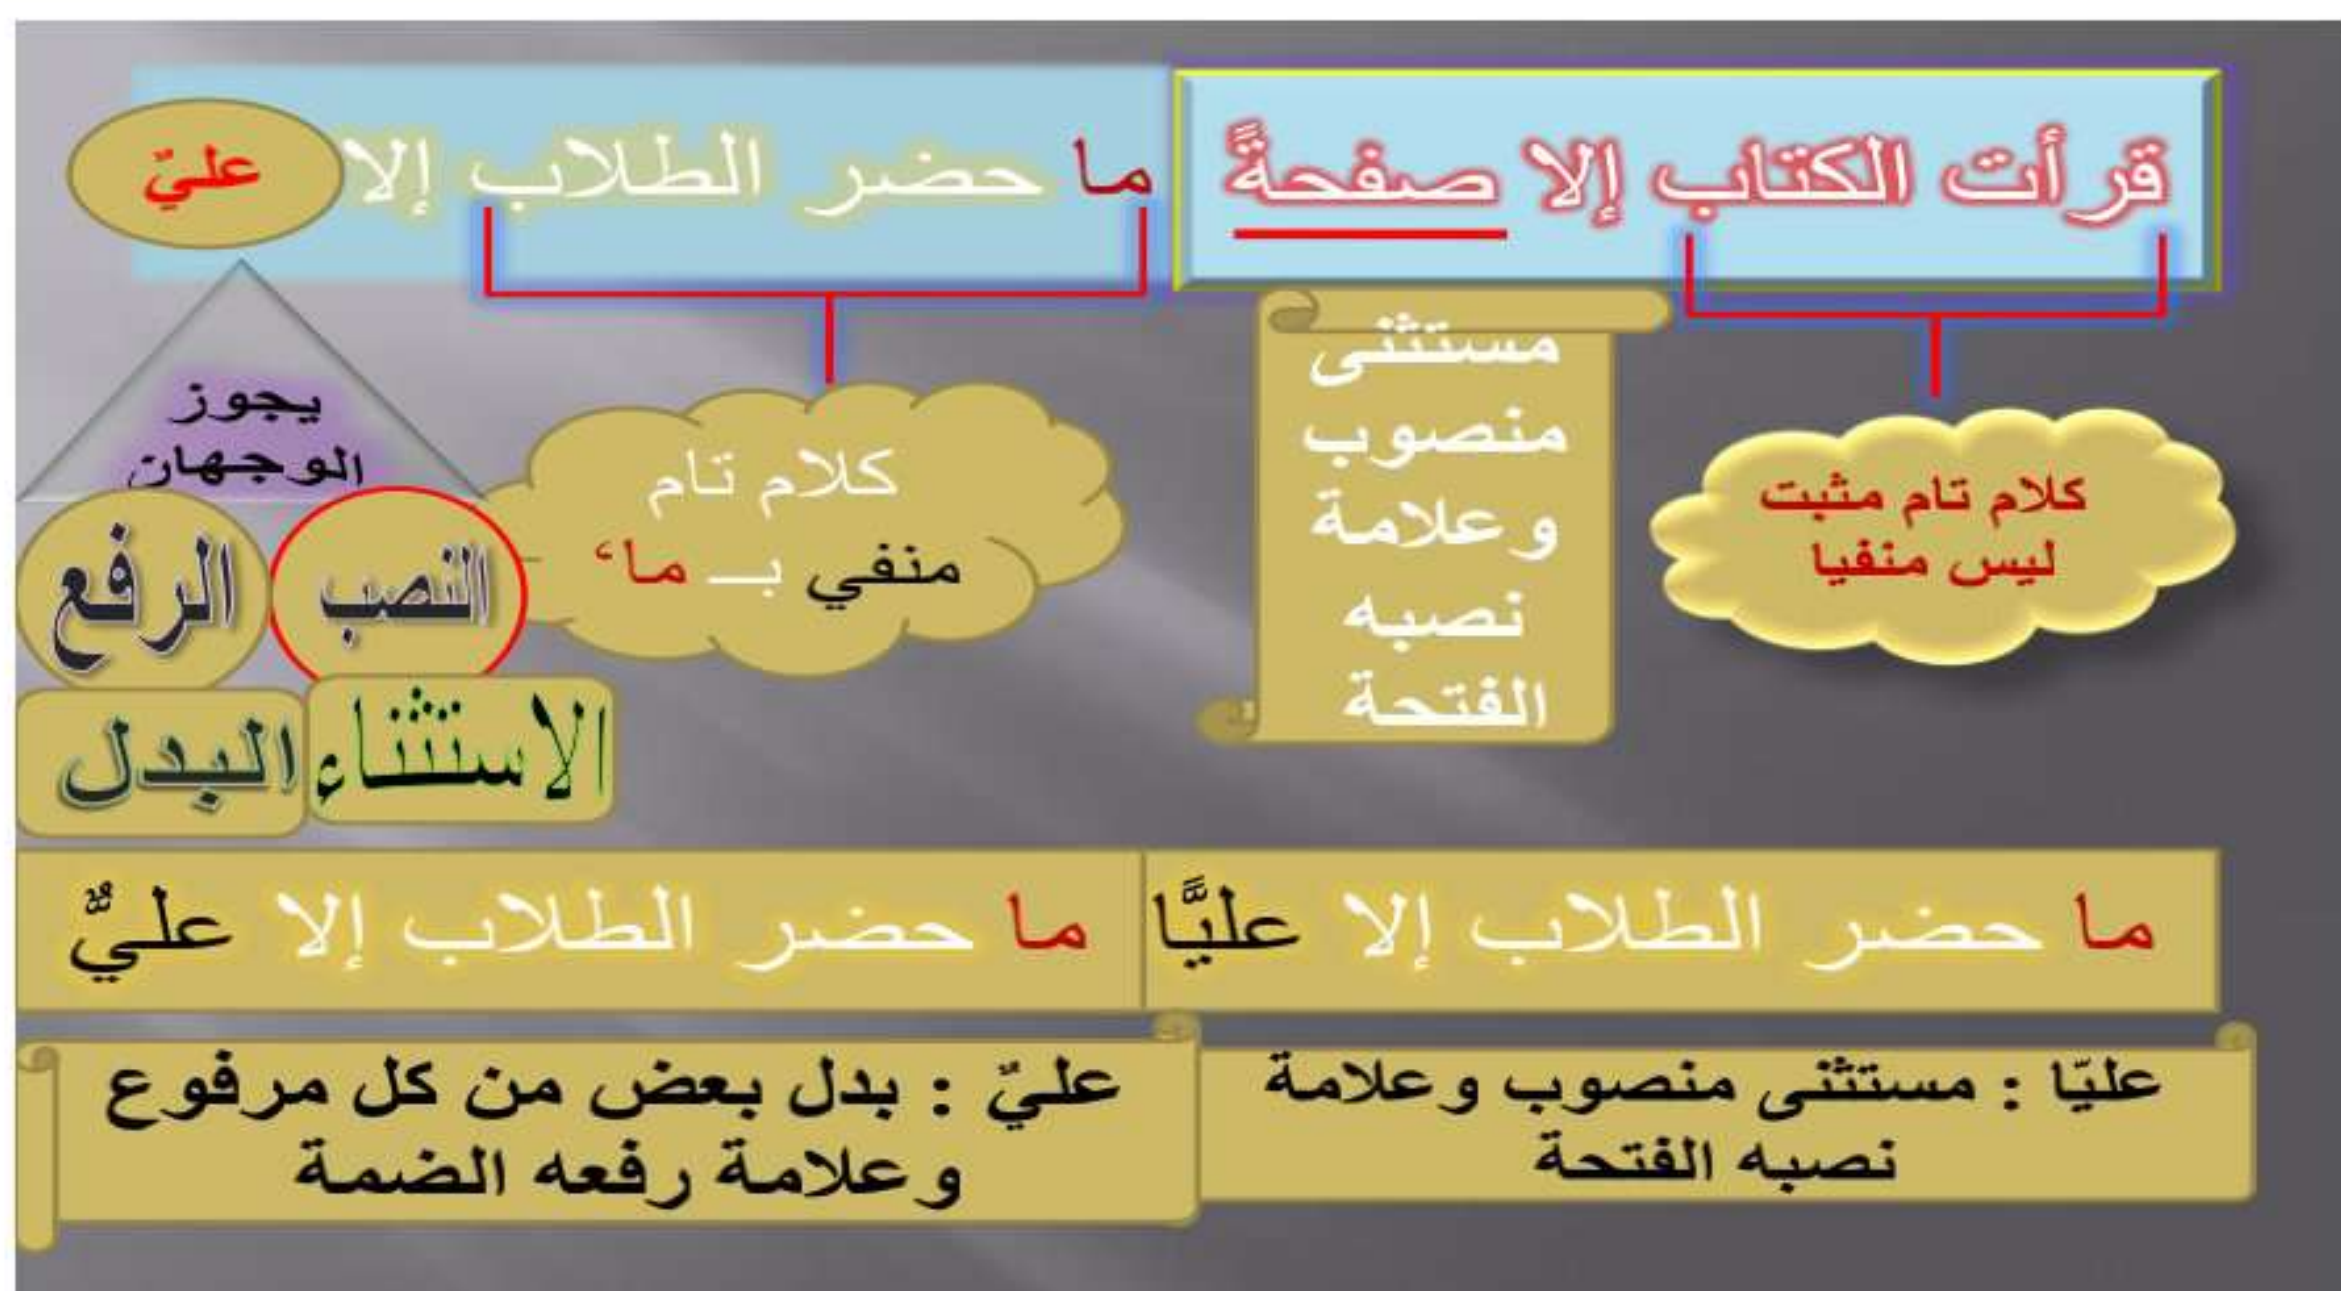 قرأت الكتاب إلا صفحةً
ما حضر الطلاب إلا عليّ
كلام تام مثبت
ليس منفيا
مستثنى
منصوب
وعلامة
نصبه
الفتحة
كلام تام
منفي بـ ما،
يجوز
الوجهان
النصب
الرفع
الاستثناء
البدل
ما حضر الطلاب إلا عليًّا
ما حضر الطلاب إلا عليٌّ
عليّا : مستثنى منصوب وعلامة
نصبه الفتحة
عليٌ : بدل بعض من كل مرفوع
وعلامة رفعه الضمة